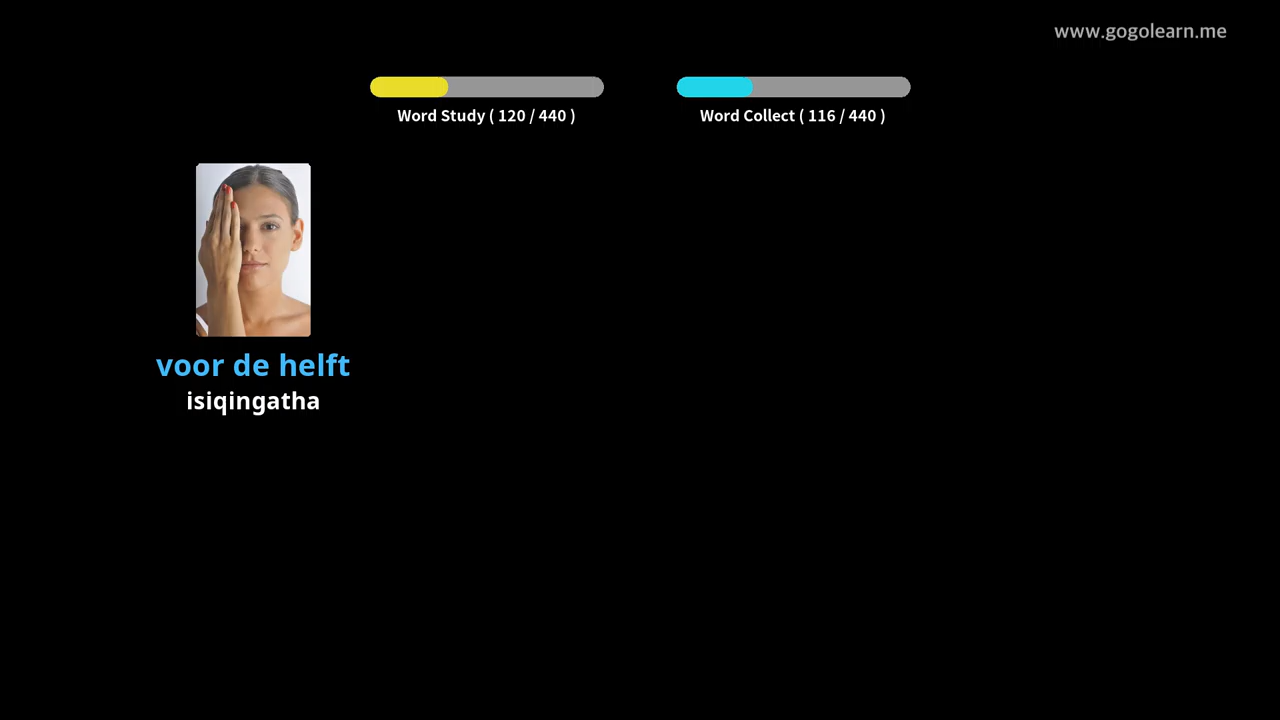 www.gogolearn.me
Word Study ( 120 / 440 )
Word Collect ( 116 / 440 )
voor de helft
isiqingatha